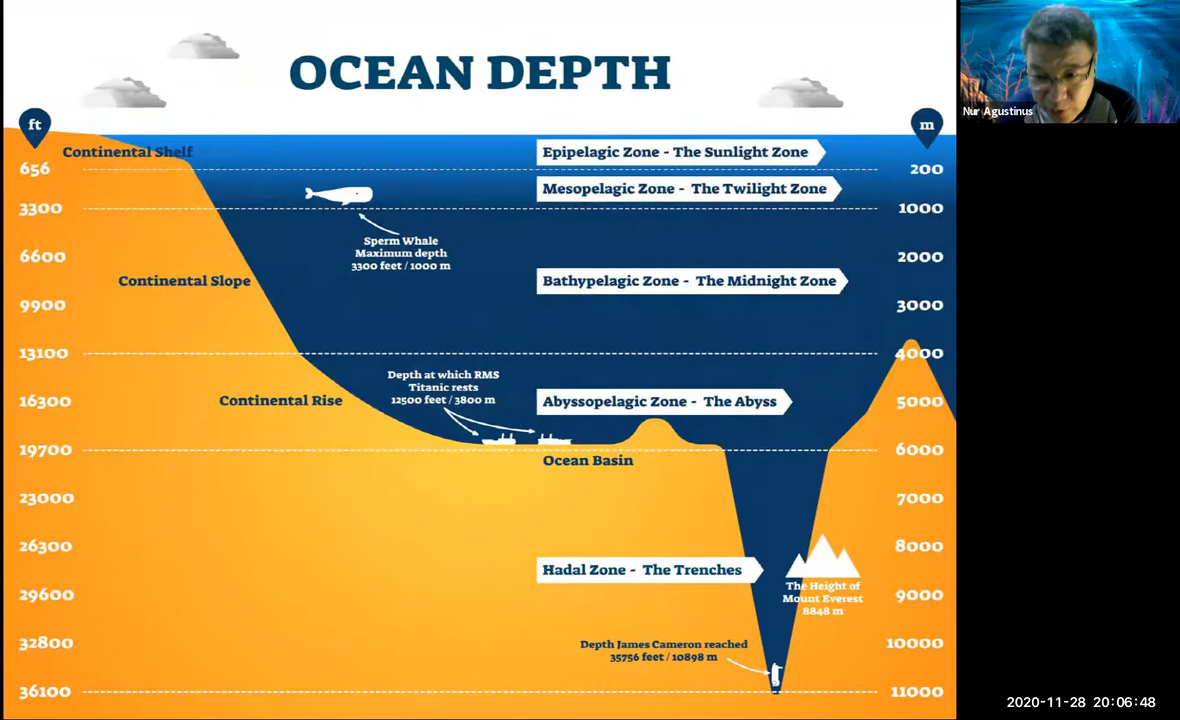 OCEAN DEPTH
ft
m
Nur Agustinus
Continental Shelf
Epipelagic Zone - The Sunlight Zone
656
200
Mesopelagic Zone - The Twilight Zone
3300
1000
Sperm Whale
Maximum depth
3300 feet / 1000 m
6600
2000
Continental Slope
Bathypelagic Zone - The Midnight Zone
9900
3000
13100
4000
Depth at which RMS
Titanic rests
12500 feet / 3800 m
Continental Rise
16300
Abyssopelagic Zone - The Abyss
5000
19700
6000
Ocean Basin
23000
7000
26300
8000
Hadal Zone - The Trenches
The Height of
Mount Everest
8848 m
29600
9000
32800
10000
Depth James Cameron reached
35756 feet / 10898 m
36100
11000
2020-11-28 20:06:48